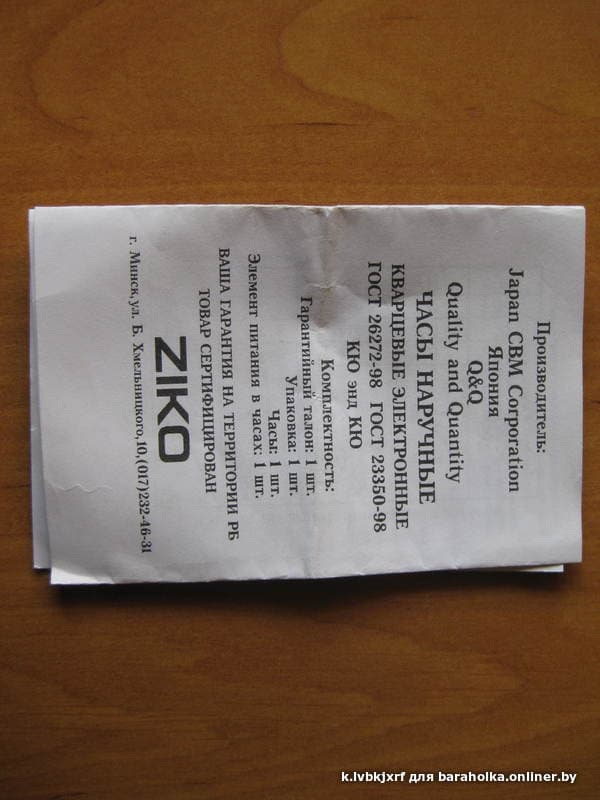 Производитель:
Japan CBM Corporation
Япония
Q&Q
Quality and Quantity
ЧАСЫ НАРУЧНЫЕ
КВАРЦЕВЫЕ ЭЛЕКТРОННЫЕ
ГОСТ 26272-98 ГОСТ 23350-98
КЮ энд КЮ
Комплектность:
Гарантийный талон: 1 шт.
Упаковка: 1 шт.
Часы: 1 шт.
Элемент питания в часах: 1 шт.
ВАША ГАРАНТИЯ НА ТЕРРИТОРИИ РБ
ТОВАР СЕРТИФИЦИРОВАН
ZIKO
г. Минск,ул. Б. Хмельницкого,10,(017)232-46-31
k.lvbkjxrf для baraholka.onliner.by